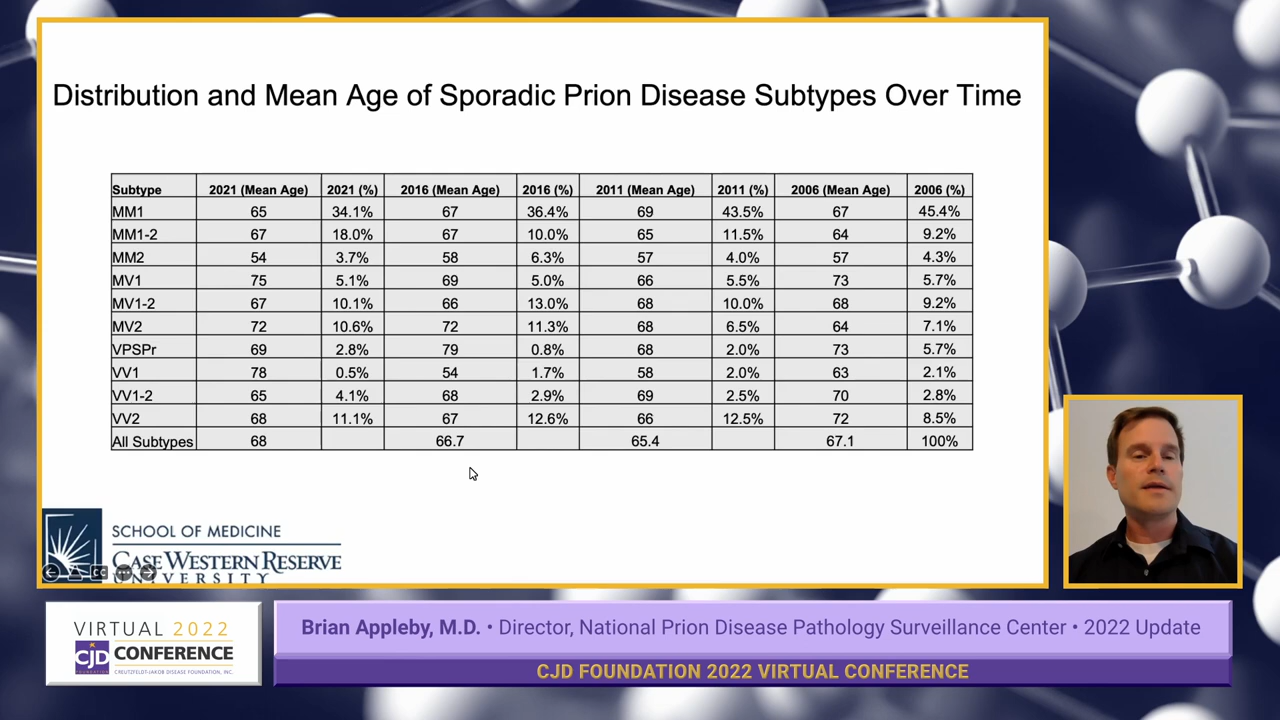 Distribution and Mean Age of Sporadic Prion Disease Subtypes Over Time
Subtype 2021 (Mean Age) 2021 (%) 2016 (Mean Age) 2016 (%) 2011 (Mean Age) 2011 (%) 2006 (Mean Age) 2006 (%)
MM1 65 34.1% 67 36.4% 69 43.5% 67 45.4%
MM1-2 67 18.0% 67 10.0% 65 11.5% 64 9.2%
MM2 54 3.7% 58 6.3% 57 4.0% 57 4.3%
MV1 75 5.1% 69 5.0% 66 5.5% 73 5.7%
MV1-2 67 10.1% 66 13.0% 68 10.0% 68 9.2%
MV2 72 10.6% 72 11.3% 68 6.5% 64 7.1%
VPSPr 69 2.8% 79 0.8% 68 2.0% 73 5.7%
VV1 78 0.5% 54 1.7% 58 2.0% 63 2.1%
VV1-2 65 4.1% 68 2.9% 69 2.5% 70 2.8%
VV2 68 11.1% 67 12.6% 66 12.5% 72 8.5%
All Subtypes 68 66.7 65.4 67.1 100%
SCHOOL OF MEDICINE
CASE WESTERN RESERVE
UNIVERSITY
CC
VIRTUAL 2022
CJD CONFERENCE
FOUNDATION CREUTZFELDT-JAKOB DISEASE FOUNDATION, INC.
Brian Appleby, M.D. • Director, National Prion Disease Pathology Surveillance Center • 2022 Update
CJD FOUNDATION 2022 VIRTUAL CONFERENCE